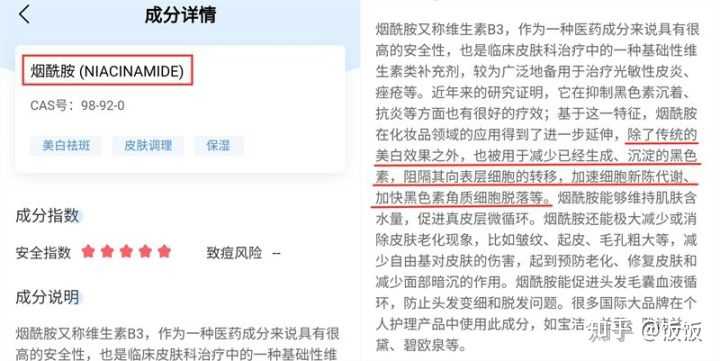 成分详情
烟酰胺 (NIACINAMIDE)
CAS号：98-92-0
美白祛斑
皮肤调理
保湿
成分指数
安全指数
致痘风险 --
成分说明
烟酰胺又称维生素B3，作为一种医药成分来说具有很
高的安全性，也是临床皮肤科治疗中的一种基础性维
烟酰胺又称维生素B3，作为一种医药成分来说具有很
高的安全性，也是临床皮肤科治疗中的一种基础性维
生素类补充剂，较为广泛地备用于治疗光敏性皮炎、
痤疮等。近年来的研究证明，它在抑制黑色素沉着、
抗炎等方面也有很好的疗效；基于这一特征，烟酰胺
在化妆品领域的应用得到了进一步延伸，除了传统的
美白效果之外，也被用于减少已经生成、沉淀的黑色
素，阻隔其向表层细胞的转移，加速细胞新陈代谢、
加快黑色素角质细胞脱落等。烟酰胺能够维持肌肤含
水量，促进真皮层微循环。烟酰胺还能极大减少或消
除皮肤老化现象，比如皱纹、起皮、毛孔粗大等，减
少自由基对皮肤的伤害，起到预防老化、修复皮肤和
减少面部暗沉的作用。烟酰胺能促进头发毛囊血液循
环，防止头发变细和脱发问题。很多国际大品牌在个
人护理产品中使用此成分，如宝洁、
黛、碧欧泉等。
知乎 @饭饭